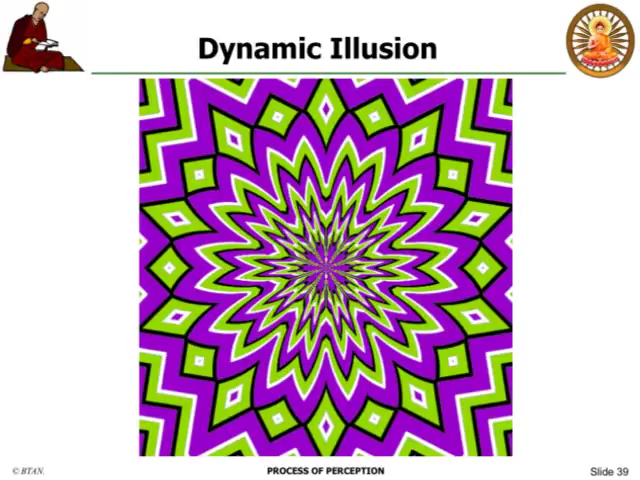 Dynamic Illusion
© BTAN.
PROCESS OF PERCEPTION
Slide 39